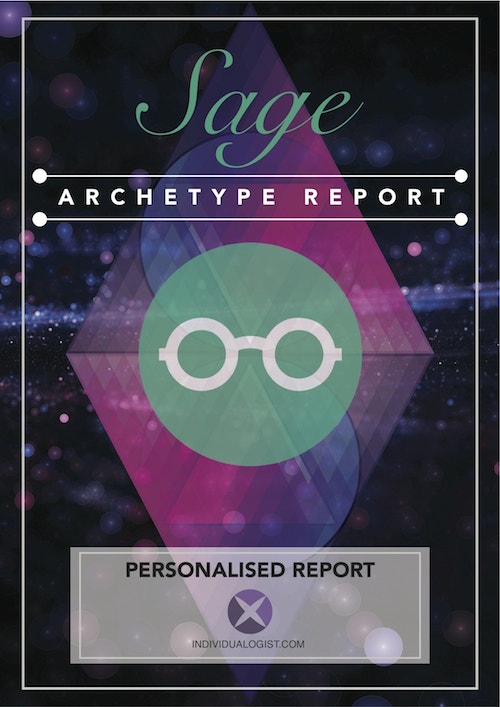 Sage
ARCHETYPE REPORT
PERSONALISED REPORT
INDIVIDUALOGIST.COM